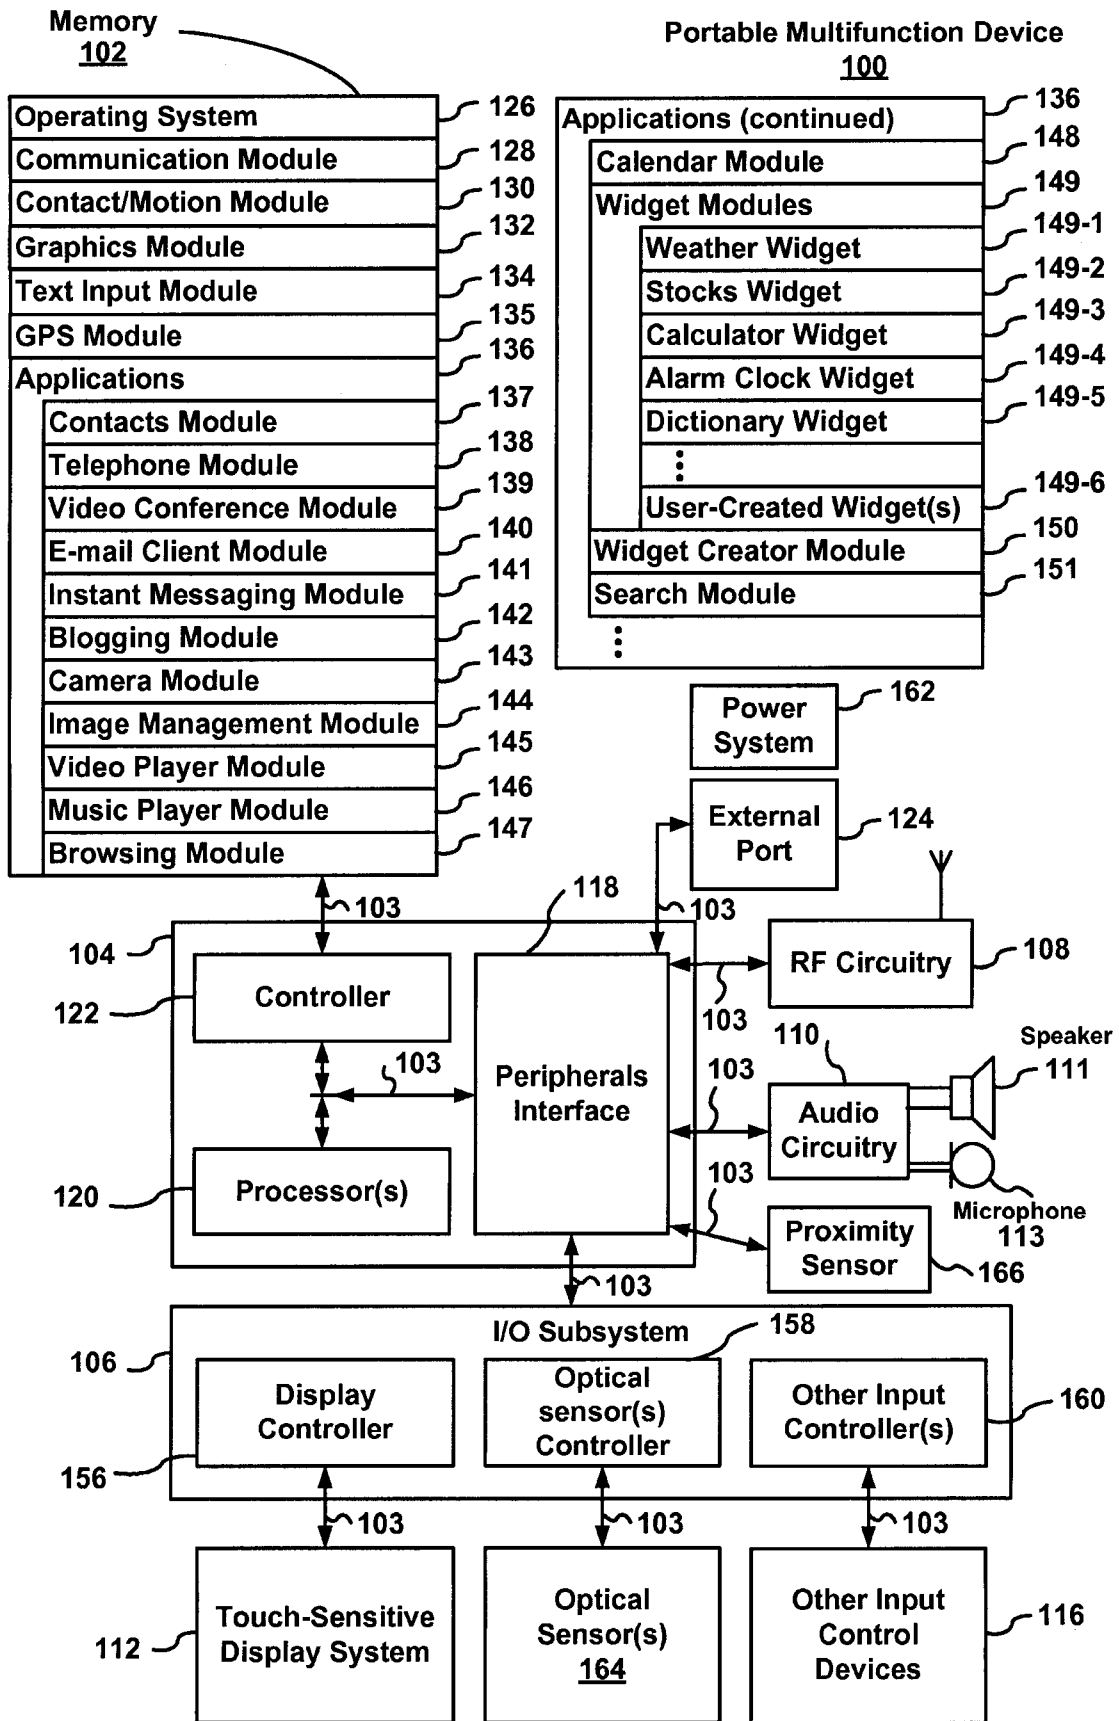 Memory
102
Operating System 126
Communication Module 128
Contact/Motion Module 130
Graphics Module 132
Text Input Module 134
GPS Module 135
Applications 136
Contacts Module 137
Telephone Module 138
Video Conference Module 139
E-mail Client Module 140
Instant Messaging Module 141
Blogging Module 142
Camera Module 143
Image Management Module 144
Video Player Module 145
Music Player Module 146
Browsing Module 147
Portable Multifunction Device
100
Applications (continued) 136
Calendar Module 148
Widget Modules 149
Weather Widget 149-1
Stocks Widget 149-2
Calculator Widget 149-3
Alarm Clock Widget 149-4
Dictionary Widget 149-5
User-Created Widget(s) 149-6
Widget Creator Module 150
Search Module 151
Power
System
162
External
Port
124
103
118
103
104
Controller
122
103
Peripherals
Interface
Processor(s)
120
RF Circuitry
108
103
110
Speaker
111
103
Audio
Circuitry
Microphone
113
103
Proximity
Sensor
166
103
I/O Subsystem
106
158
Display
Controller
156
Optical
sensor(s)
Controller
Other Input
Controller(s)
160
103
103
103
Touch-Sensitive
Display System
112
Optical
Sensor(s)
164
Other Input
Control
Devices
116